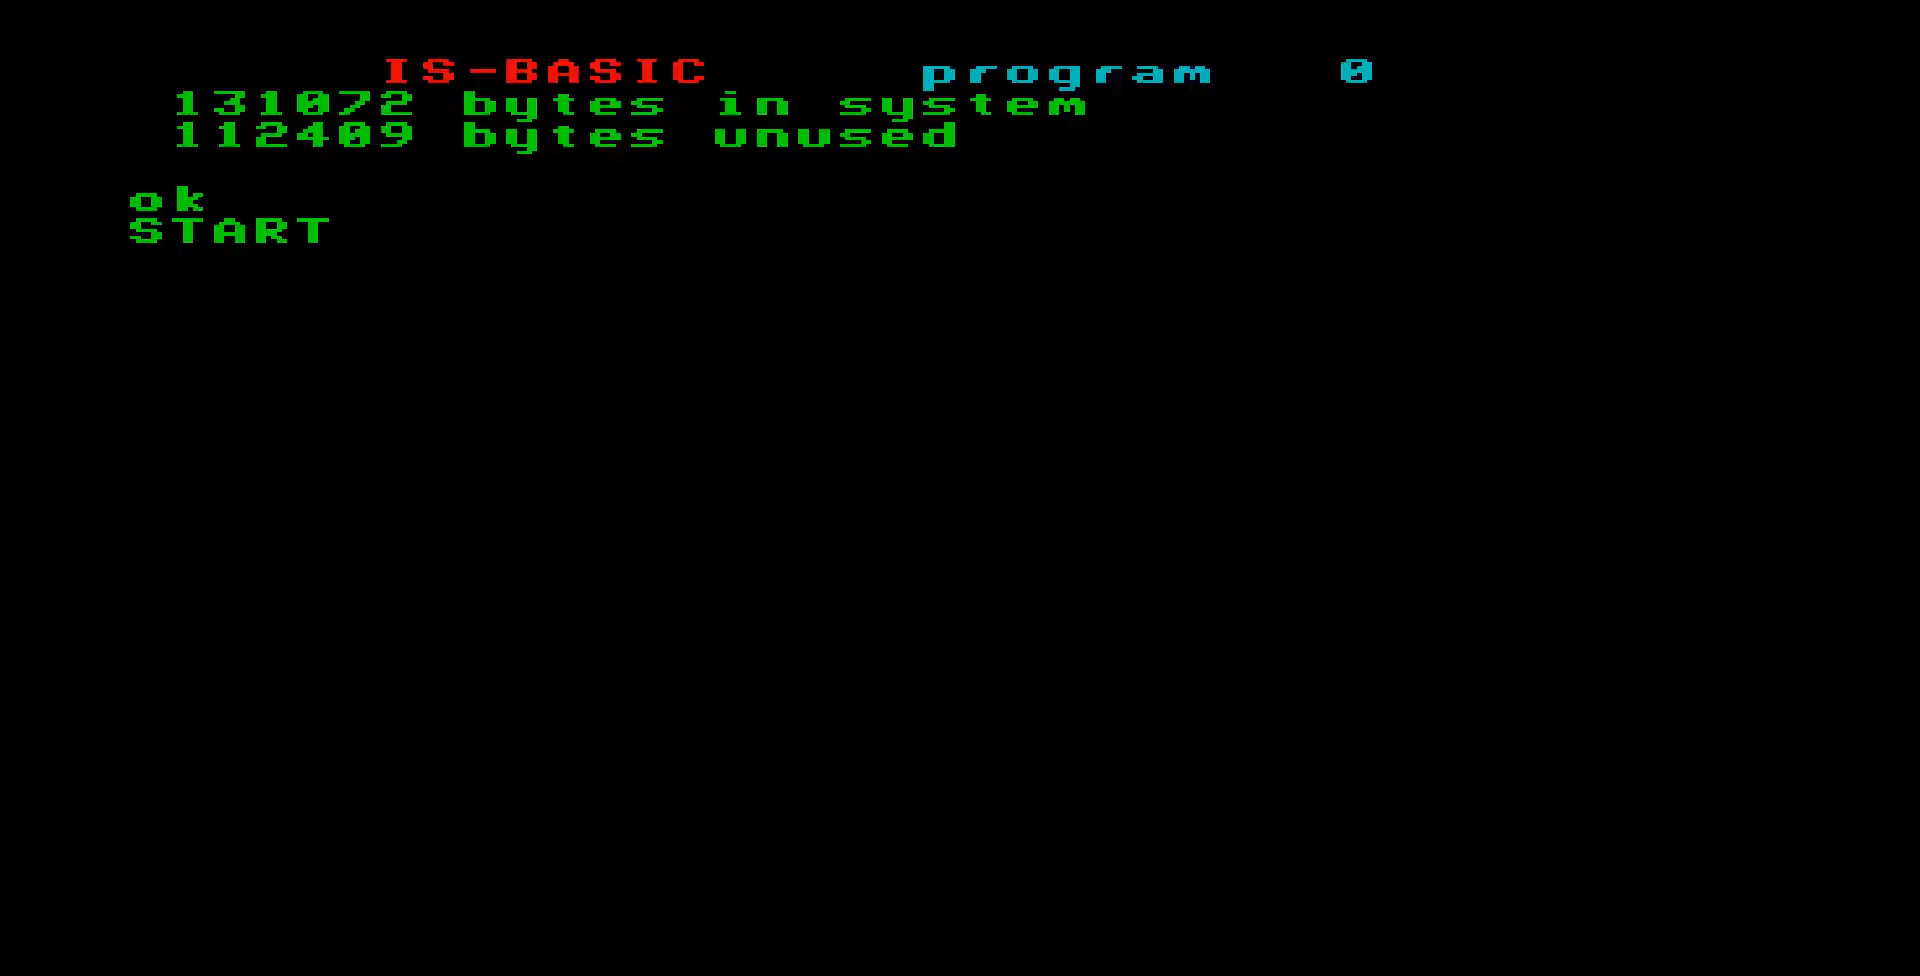 IS-BASIC program 0
131072 bytes in system
112409 bytes unused
ok
START